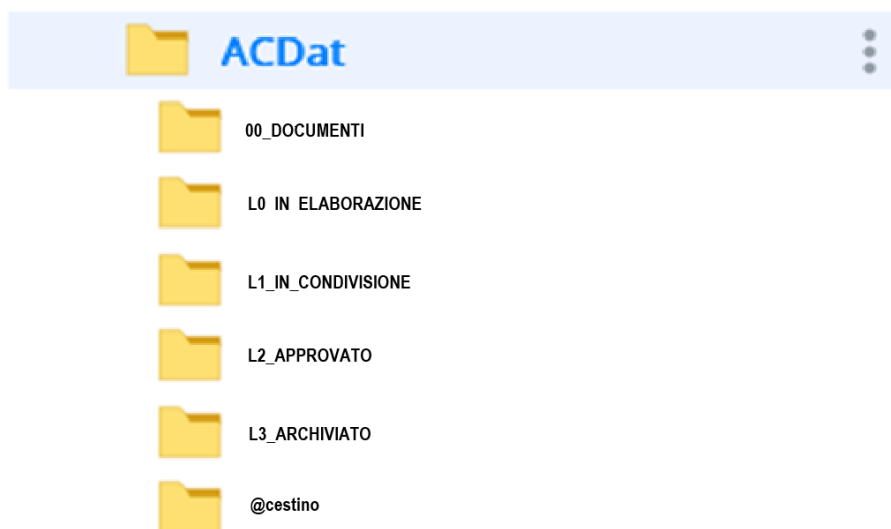 ACDat
00_DOCUMENTI
L0 IN ELABORAZIONE
L1_IN_CONDIVISIONE
L2_APPROVATO
L3_ARCHIVIATO
@cestino